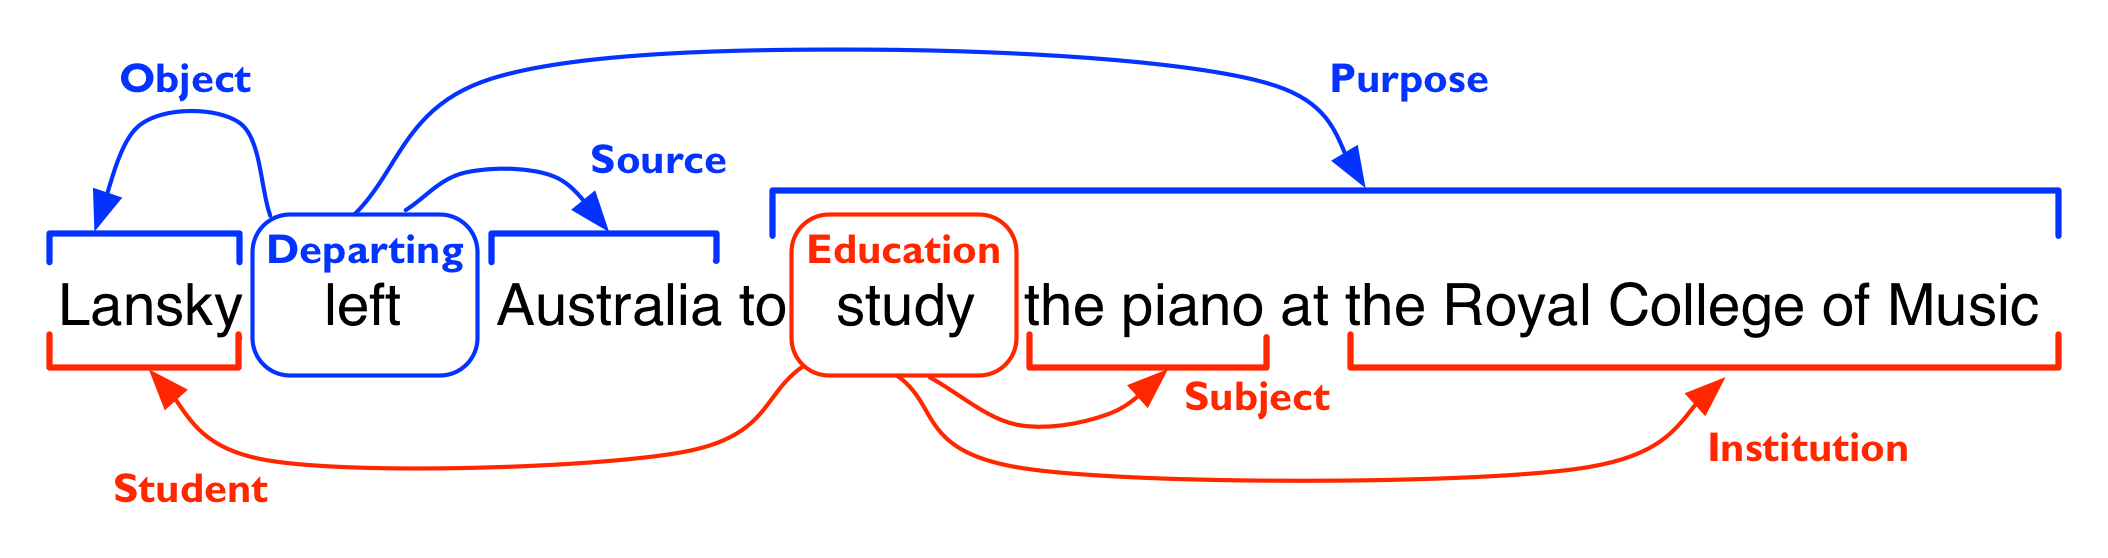 Object
Purpose
Source
Departing
Education
Lansky left Australia to study the piano at the Royal College of Music
Subject
Institution
Student